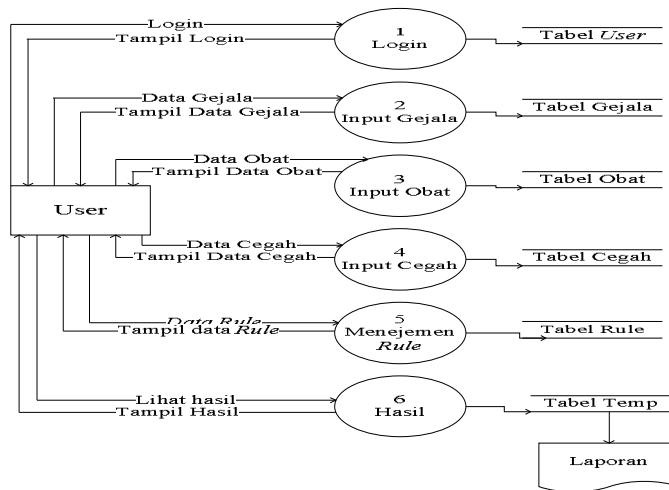 Login
Tampil Login
1
Login
Tabel User
Data Gejala
Tampil Data Gejala
2
Input Gejala
Tabel Gejala
Data Obat
Tampil Data Obat
3
Input Obat
Tabel Obat
User
Data Cegah
Tampil Data Cegah
4
Input Cegah
Tabel Cegah
Data Rule
Tampil data Rule
5
Menejemen
Rule
Tabel Rule
Lihat hasil
Tampil Hasil
6
Hasil
Tabel Temp
Laporan